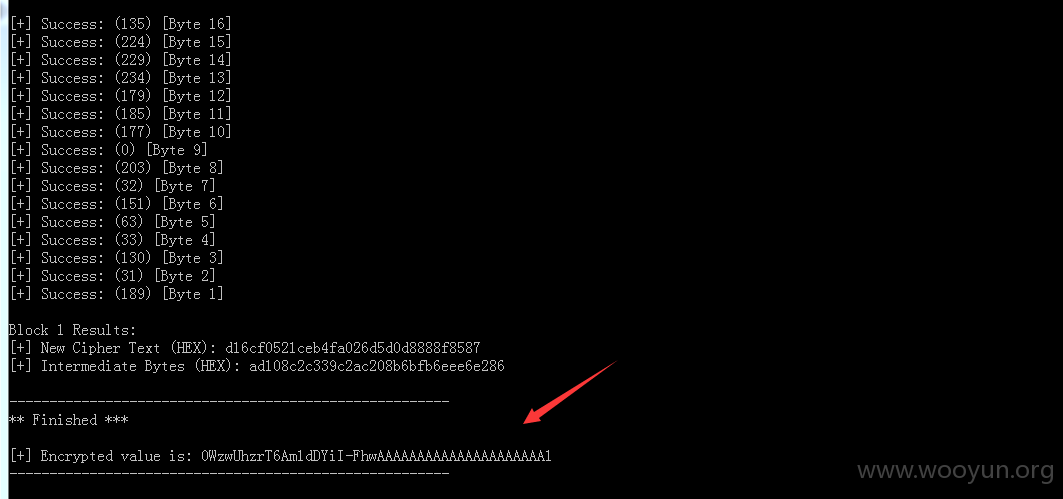 [+] Success: (135) [Byte 16]
[+] Success: (224) [Byte 15]
[+] Success: (229) [Byte 14]
[+] Success: (234) [Byte 13]
[+] Success: (179) [Byte 12]
[+] Success: (185) [Byte 11]
[+] Success: (177) [Byte 10]
[+] Success: (0) [Byte 9]
[+] Success: (203) [Byte 8]
[+] Success: (32) [Byte 7]
[+] Success: (151) [Byte 6]
[+] Success: (63) [Byte 5]
[+] Success: (33) [Byte 4]
[+] Success: (130) [Byte 3]
[+] Success: (31) [Byte 2]
[+] Success: (189) [Byte 1]
Block 1 Results:
[+] New Cipher Text (HEX): d16cf0521ceb4fa026d5d0d8888f8587
[+] Intermediate Bytes (HEX): ad108c2c339c2ac208b6bfb6eee6e286
-------------------------------------------------------
** Finished ***
[+] Encrypted value is: 0WzwUhzrT6Am1dDYiI-FhwAAAAAAAAAAAAAAAAAAAAA1
-------------------------------------------------------
www.wooyun.org